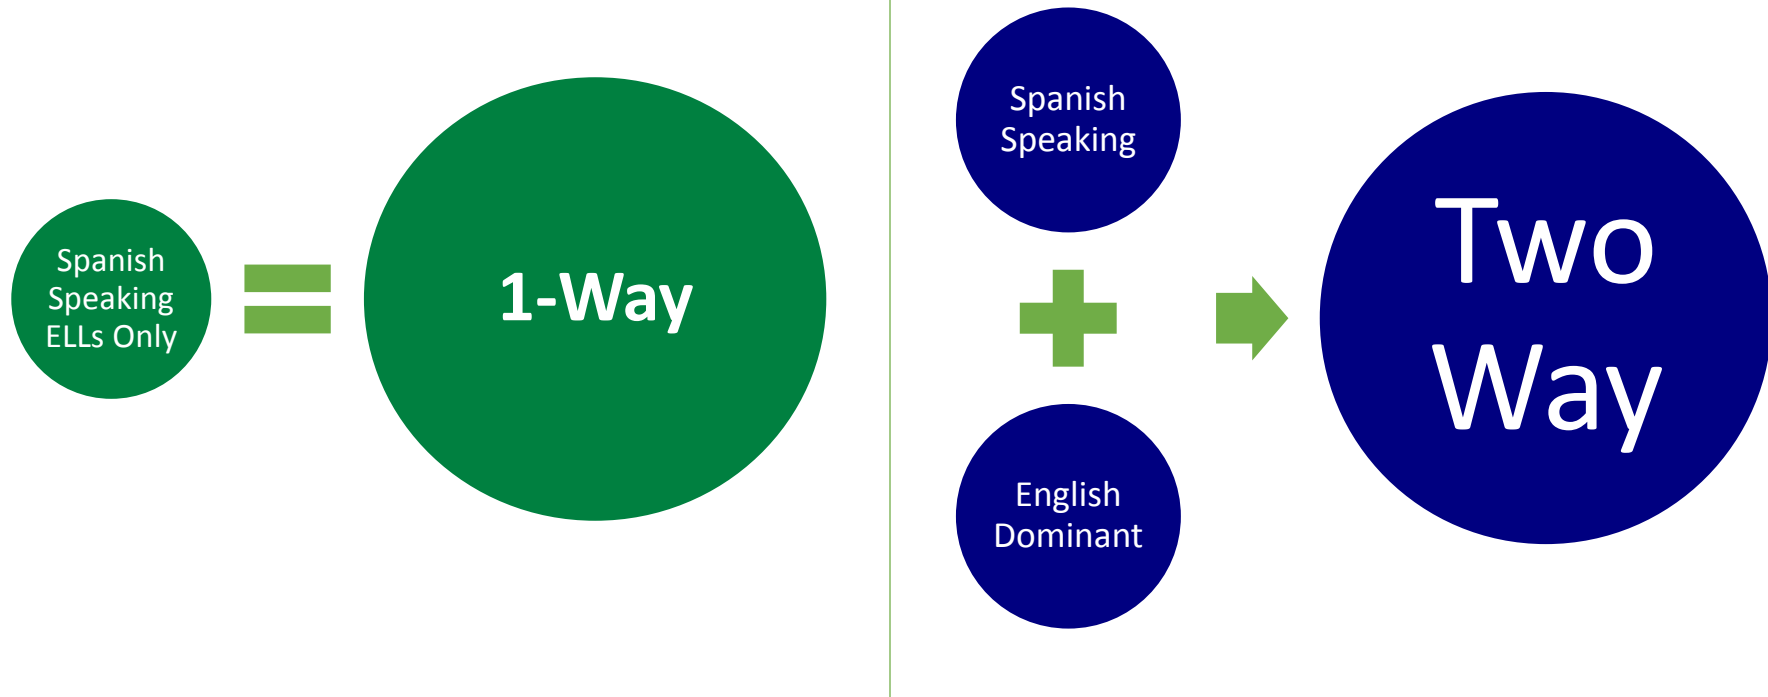 Spanish
Speaking
ELLs Only
1-Way
Spanish
Speaking
English
Dominant
Two
Way